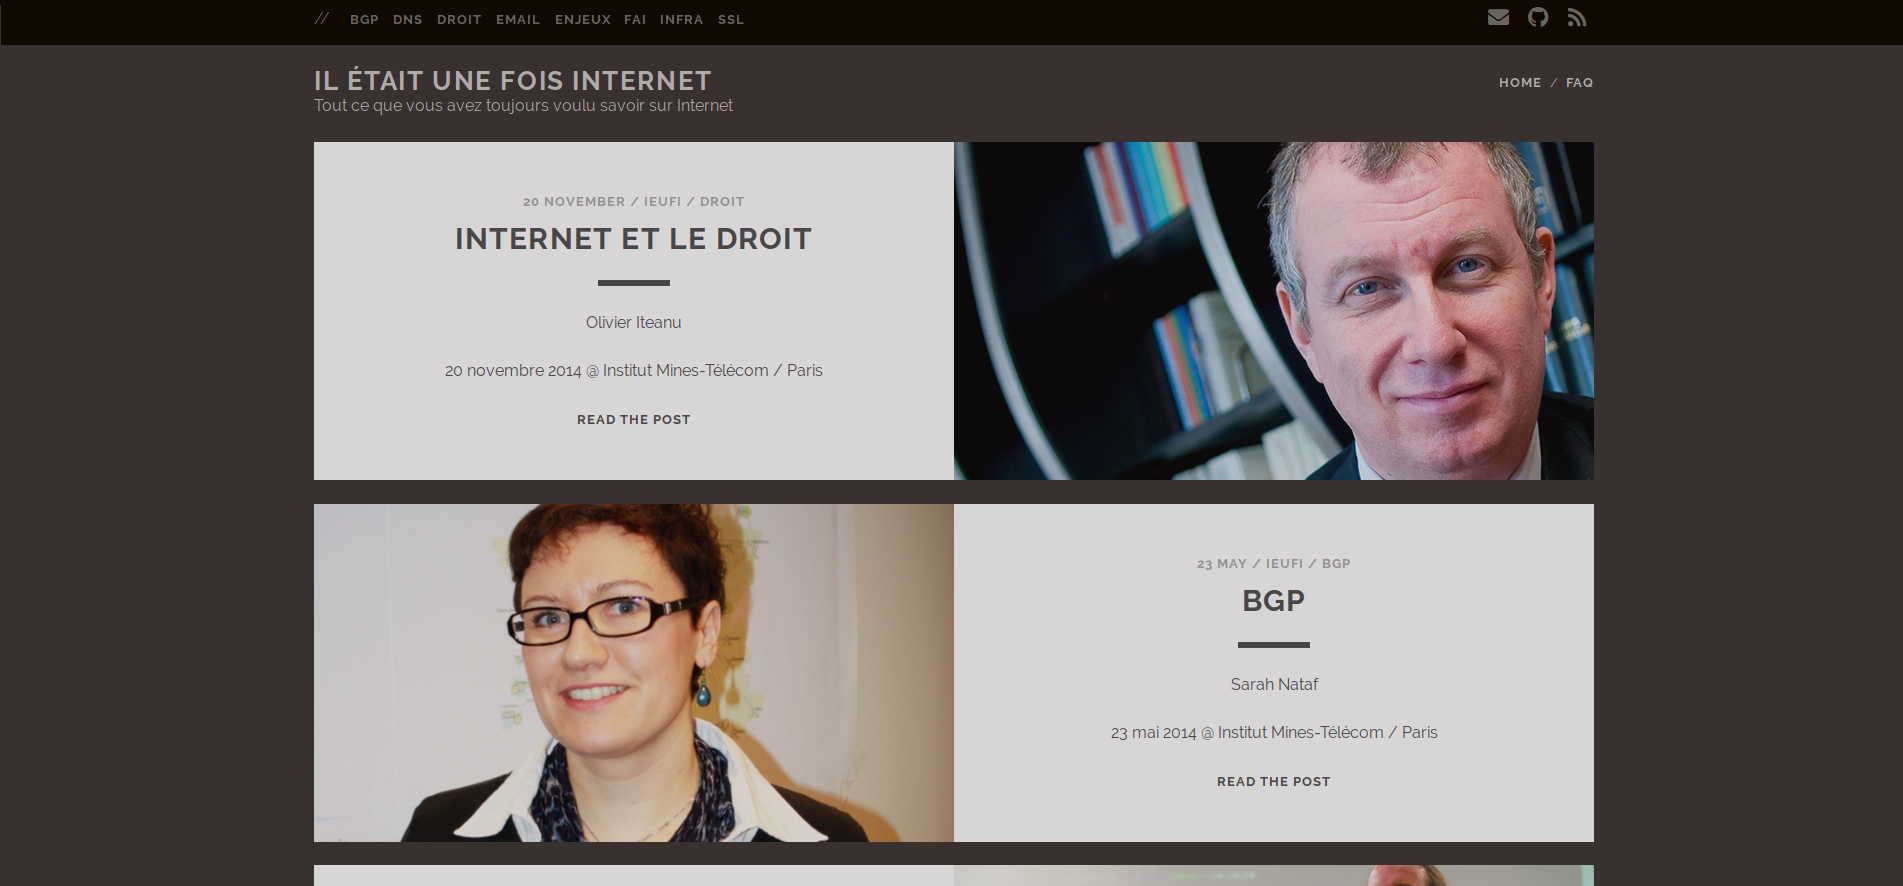 // BGP DNS DROIT EMAIL ENJEUX FAI INFRA SSL
IL ÉTAIT UNE FOIS INTERNET
Tout ce que vous avez toujours voulu savoir sur Internet
HOME / FAQ
20 NOVEMBER / IEUFI / DROIT
INTERNET ET LE DROIT
Olivier Iteanu
20 novembre 2014 @ Institut Mines-Télécom / Paris
READ THE POST
23 MAY / IEUFI / BGP
BGP
Sarah Nataf
23 mai 2014 @ Institut Mines-Télécom / Paris
READ THE POST